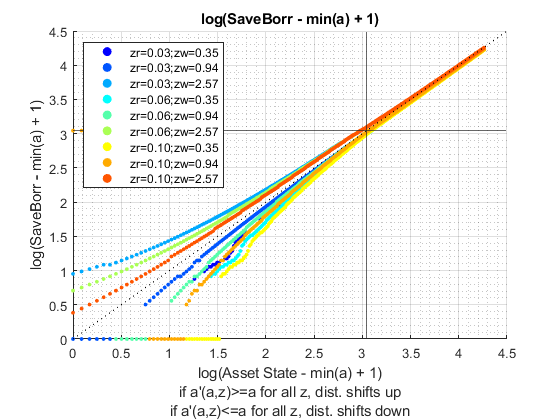 log(SaveBorr - min(a) + 1)
4.5
4
3.5
3
2.5
2
1.5
1
0.5
0
log(SaveBorr - min(a) + 1)
zr=0.03;zw=0.35
zr=0.03;zw=0.94
zr=0.03;zw=2.57
zr=0.06;zw=0.35
zr=0.06;zw=0.94
zr=0.06;zw=2.57
zr=0.10;zw=0.35
zr=0.10;zw=0.94
zr=0.10;zw=2.57
0 0.5 1 1.5 2 2.5 3 3.5 4 4.5
log(Asset State - min(a) + 1)
if a'(a,z)>=a for all z, dist. shifts up
if a'(a,z)<=a for all z, dist. shifts down